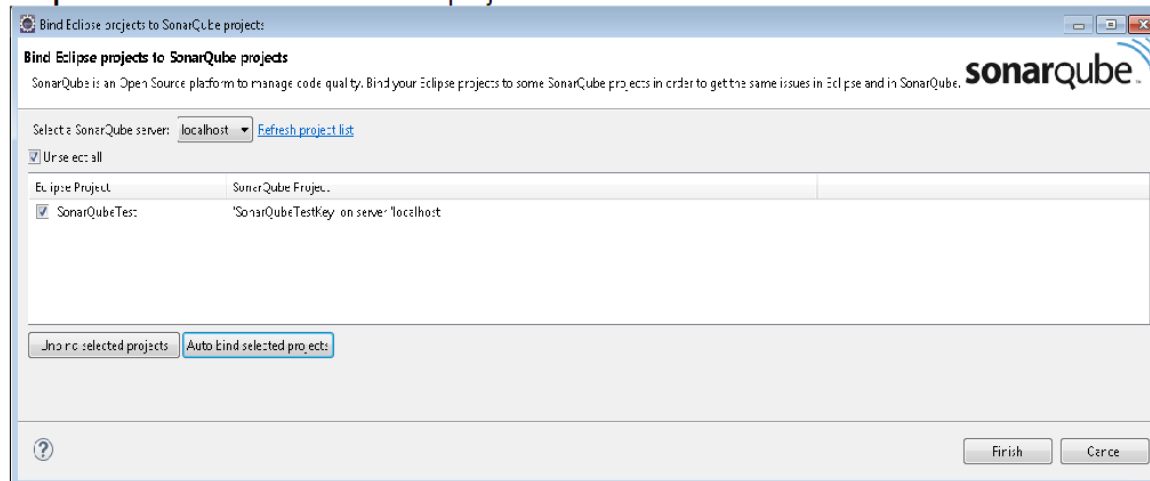 Bind Eclipse projects to SonarQube projects
Bind Eclipse projects to SonarQube projects
SonarQube is an Open Source platform to manage code quality. Bind your Eclipse projects to some SonarQube projects in order to get the same issues in Eclipse and in SonarQube.
sonarqube
Select a SonarQube server: localhost Refresh project list
Unselect all
Eclipse Project SonarQube Project
SonarQubeTest 'SonarQubeTestKey' on server 'localhost'
Unbind selected projects Auto bind selected projects
Finish Cancel